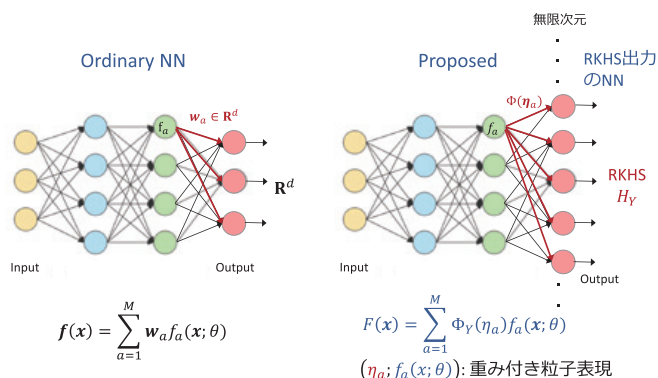 Ordinary NN
f_a
w_a ∈ R^d
R^d
Input
Output
f(x) = ∑_{a=1}^{M} w_a f_a(x; θ)
無限次元
Proposed
RKHS出力
のNN
Φ(η_a)
f_a
RKHS
H_Y
Input
Output
F(x) = ∑_{a=1}^{M} Φ_Y(η_a) f_a(x; θ)
(η_a; f_a(x; θ)): 重み付き粒子表現